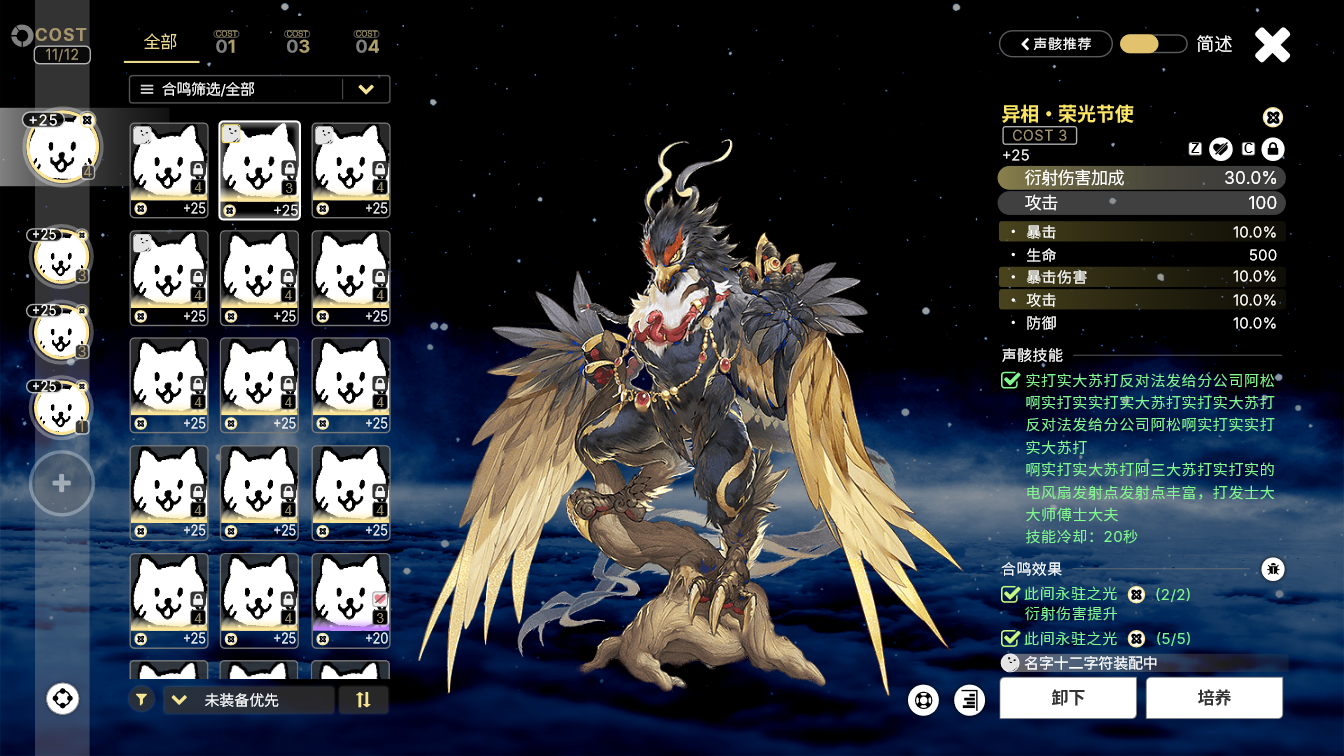 COST
11/12
+25
4
+25
3
+25
3
+25
1
全部
COST 01
COST 03
COST 04
合鸣筛选/全部
4 +25
3 +25
4 +25
4 +25
4 +25
4 +25
4 +25
4 +25
4 +25
4 +25
4 +25
4 +25
4 +25
4 +25
3 +20
未装备优先
声骸推荐
简述
异相·荣光节使
COST 3
+25
Z
C
衍射伤害加成 30.0%
攻击 100
· 暴击 10.0%
· 生命 500
· 暴击伤害 10.0%
· 攻击 10.0%
· 防御 10.0%
声骸技能
实打实大苏打反对法发给分公司阿松
啊实打实实打实大苏打实打实大苏打
反对法发给分公司阿松啊实打实实打
实大苏打
啊实打实大苏打阿三大苏打实打实的
电风扇发射点发射点丰富，打发士大
大师傅士大夫
技能冷却：20秒
合鸣效果
此间永驻之光 (2/2)
衍射伤害提升
此间永驻之光 (5/5)
名字十二字符装配中
卸下
培养